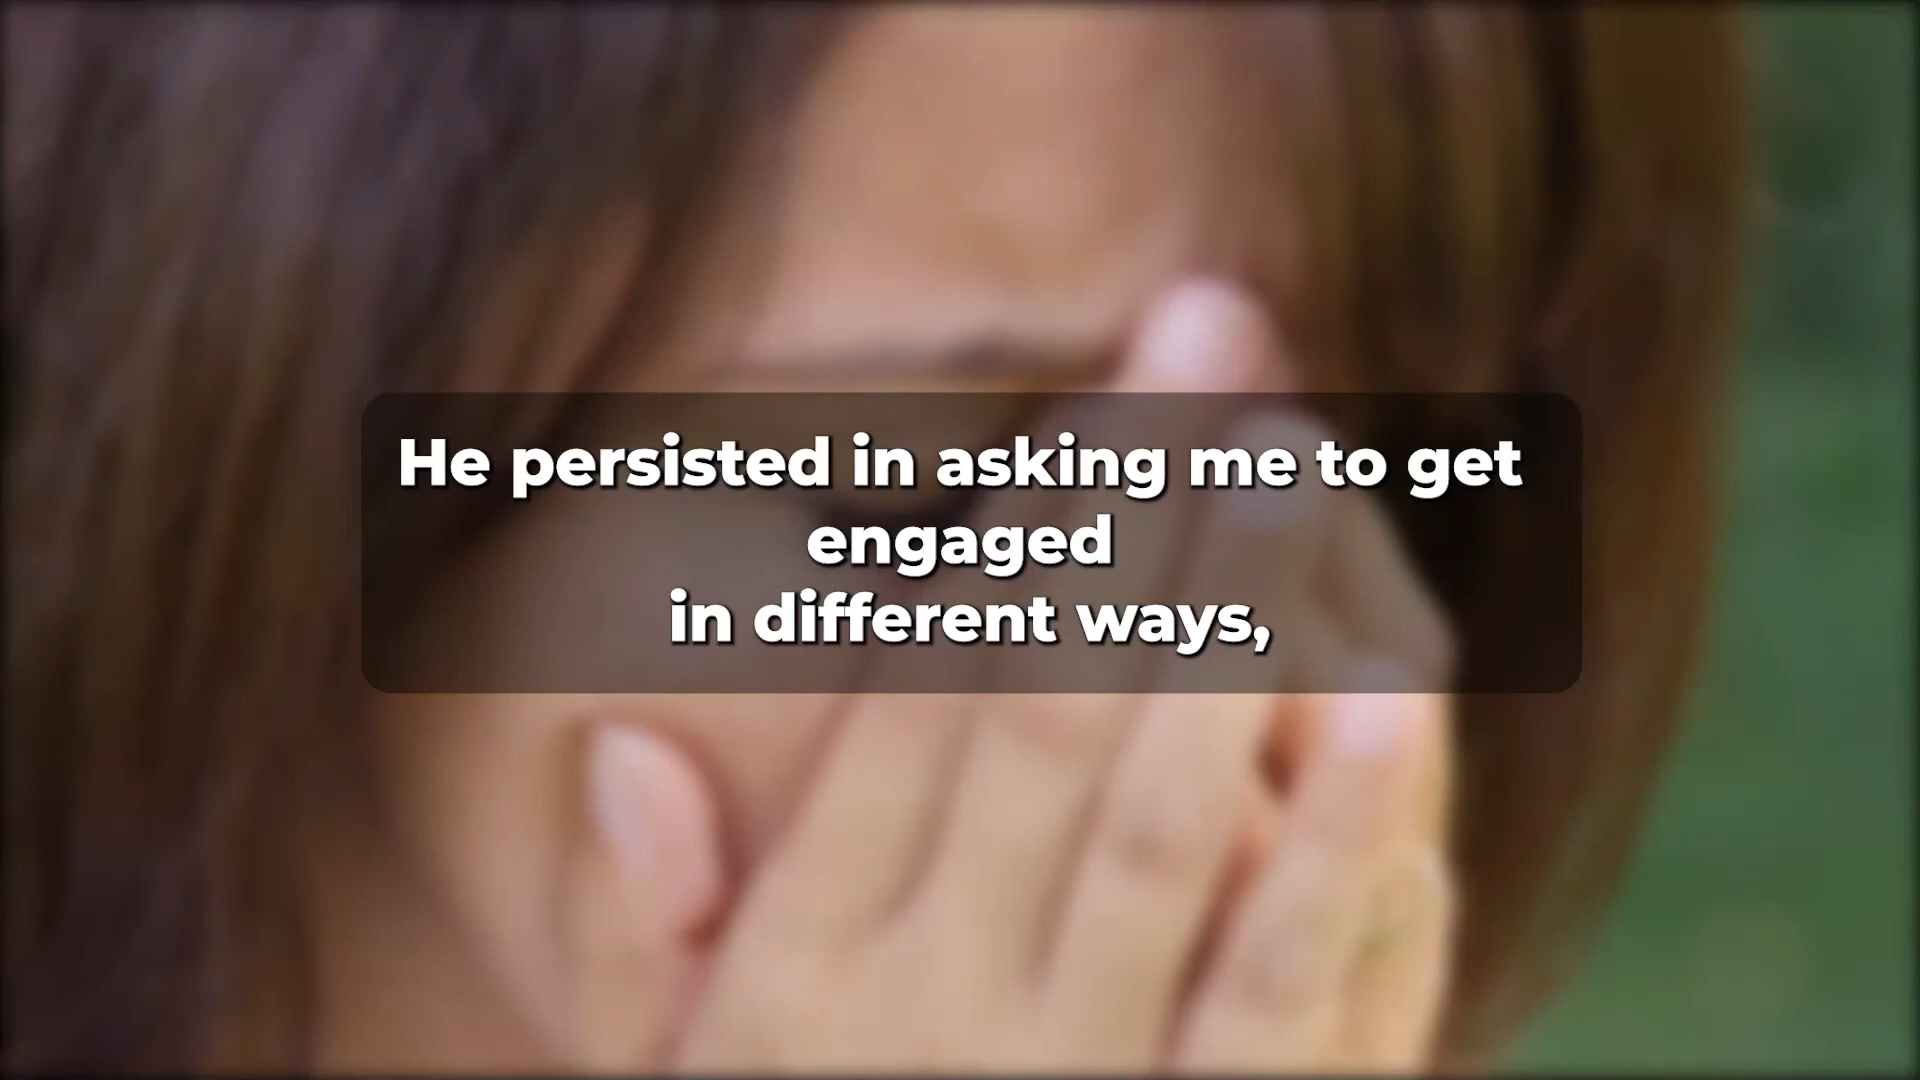 He persisted in asking me to get
engaged
in different ways,